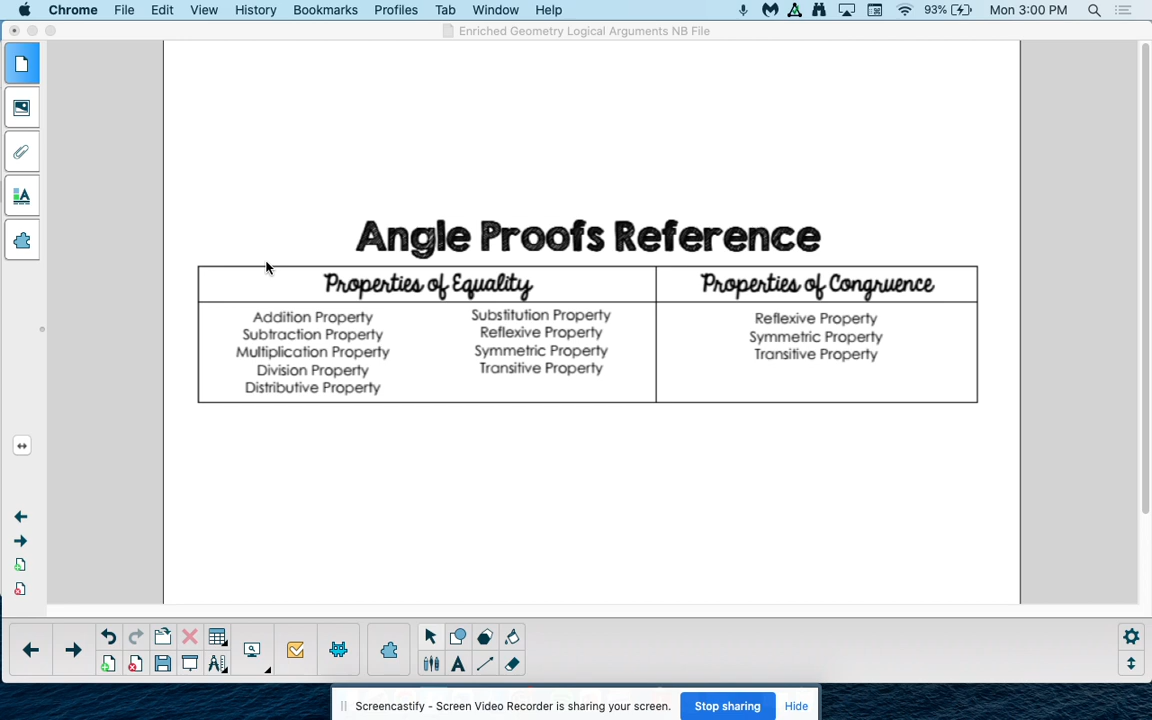 Chrome File Edit View History Bookmarks Profiles Tab Window Help 93% Mon 3:00 PM
Enriched Geometry Logical Arguments NB File
Angle Proofs Reference
Properties of Equality
Addition Property
Subtraction Property
Multiplication Property
Division Property
Distributive Property
Substitution Property
Reflexive Property
Symmetric Property
Transitive Property
Properties of Congruence
Reflexive Property
Symmetric Property
Transitive Property
Screencastify - Screen Video Recorder is sharing your screen. Stop sharing Hide